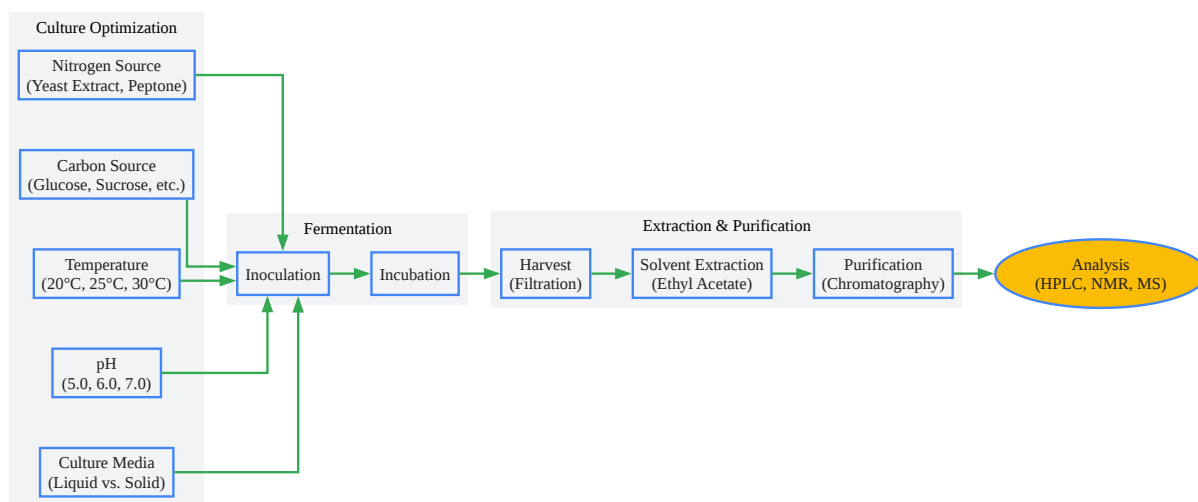 Culture Optimization
Nitrogen Source
(Yeast Extract, Peptone)
Carbon Source
(Glucose, Sucrose, etc.)
Temperature
(20°C, 25°C, 30°C)
pH
(5.0, 6.0, 7.0)
Culture Media
(Liquid vs. Solid)
Fermentation
Inoculation
Incubation
Extraction & Purification
Harvest
(Filtration)
Solvent Extraction
(Ethyl Acetate)
Purification
(Chromatography)
Analysis
(HPLC, NMR, MS)